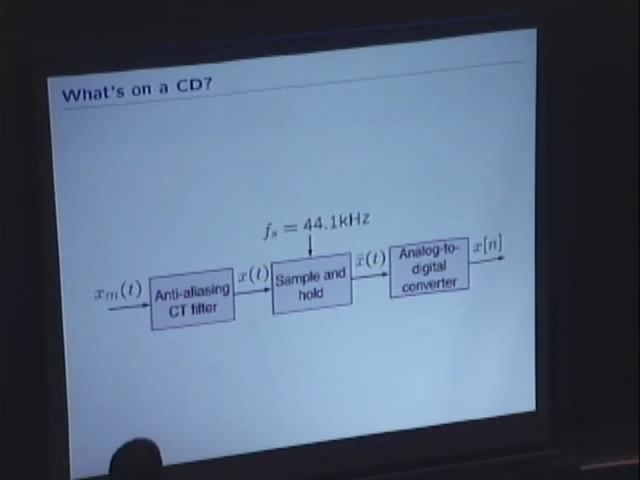 What's on a CD?
fs = 44.1kHz
xm(t)
Anti-aliasing
CT filter
x(t)
Sample and
hold
x̄(t)
Analog-to-
digital
converter
x[n]